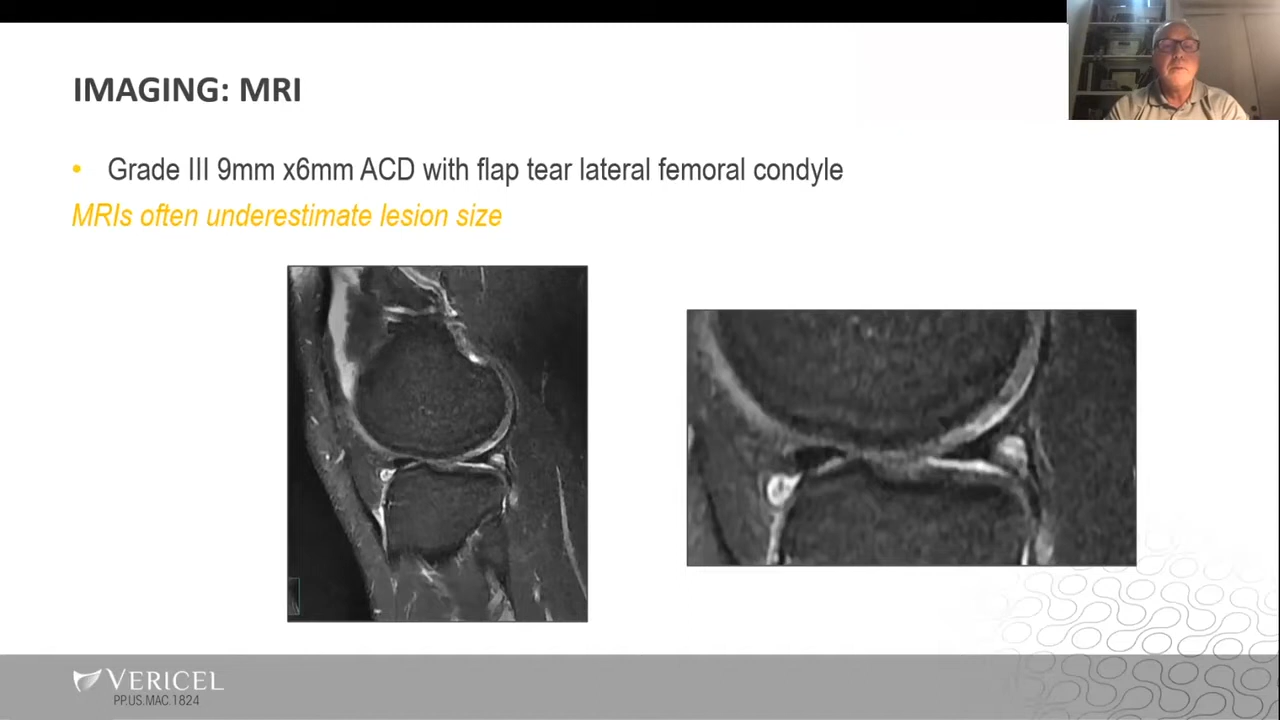 IMAGING: MRI
• Grade III 9mm x6mm ACD with flap tear lateral femoral condyle
MRIs often underestimate lesion size
VERICEL
PP.US.MAC.1824